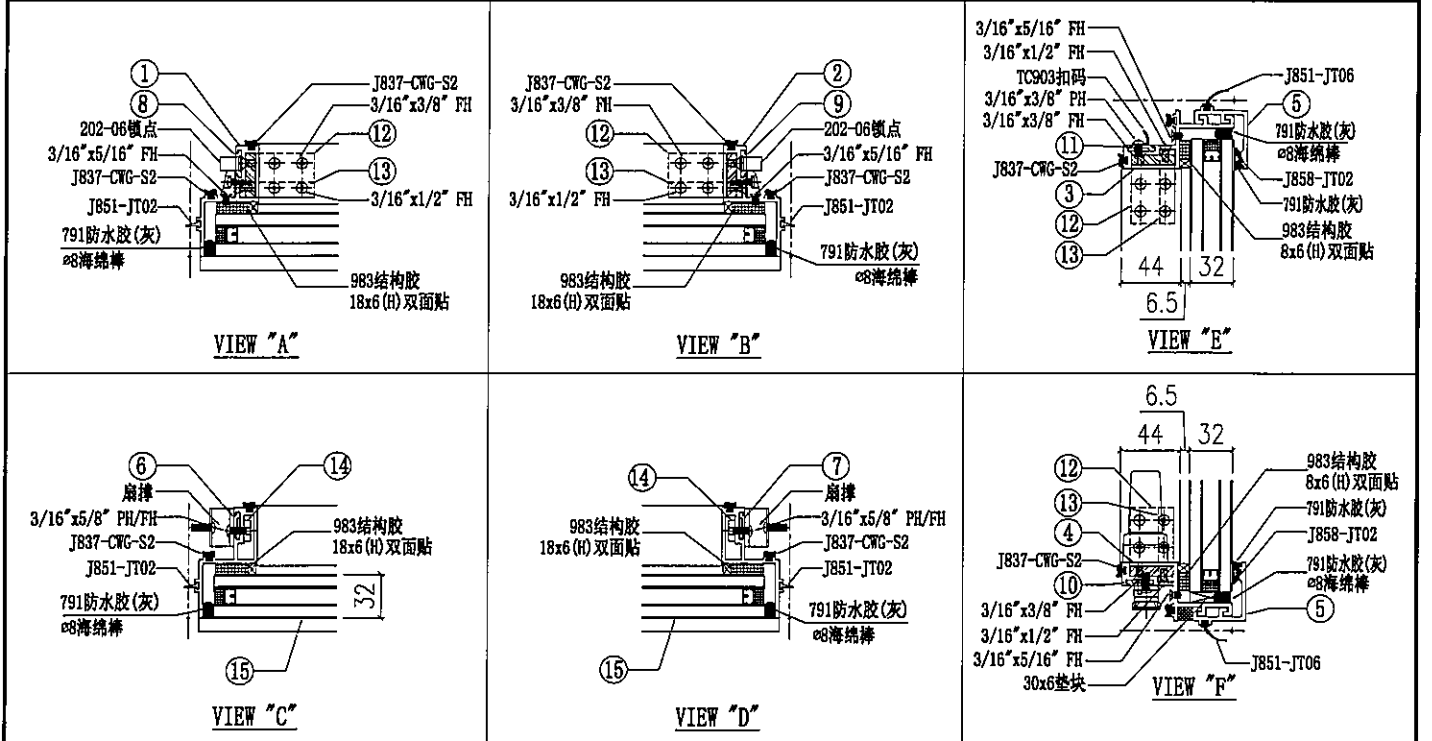 1
8
202-06锁点
3/16"x5/16" FH
J837-CWG-S2
J851-JT02
791防水胶(灰)
ø8海绵棒
J837-CWG-S2
3/16"x3/8" FH
12
13
3/16"x1/2" FH
983结构胶
18x6(H)双面贴
VIEW "A"
J837-CWG-S2
3/16"x3/8" FH
12
13
3/16"x1/2" FH
2
9
202-06锁点
3/16"x5/16" FH
J837-CWG-S2
J851-JT02
791防水胶(灰)
ø8海绵棒
983结构胶
18x6(H)双面贴
VIEW "B"
3/16"x5/16" FH
3/16"x1/2" FH
TC903扣码
3/16"x3/8" PH
3/16"x3/8" FH
11
J837-CWG-S2
3
12
13
J851-JT06
5
791防水胶(灰)
ø8海绵棒
J858-JT02
791防水胶(灰)
983结构胶
8x6(H)双面贴
44
32
6.5
VIEW "E"
6
扇撑
3/16"x5/8" PH/FH
J837-CWG-S2
J851-JT02
791防水胶(灰)
ø8海绵棒
14
983结构胶
18x6(H)双面贴
32
15
VIEW "C"
14
983结构胶
18x6(H)双面贴
7
扇撑
3/16"x5/8" PH/FH
J837-CWG-S2
J851-JT02
791防水胶(灰)
ø8海绵棒
15
VIEW "D"
6.5
44
32
12
13
4
J837-CWG-S2
10
3/16"x3/8" FH
3/16"x1/2" FH
3/16"x5/16" FH
30x6垫块
983结构胶
8x6(H)双面贴
791防水胶(灰)
J858-JT02
791防水胶(灰)
ø8海绵棒
5
J851-JT06
VIEW "F"